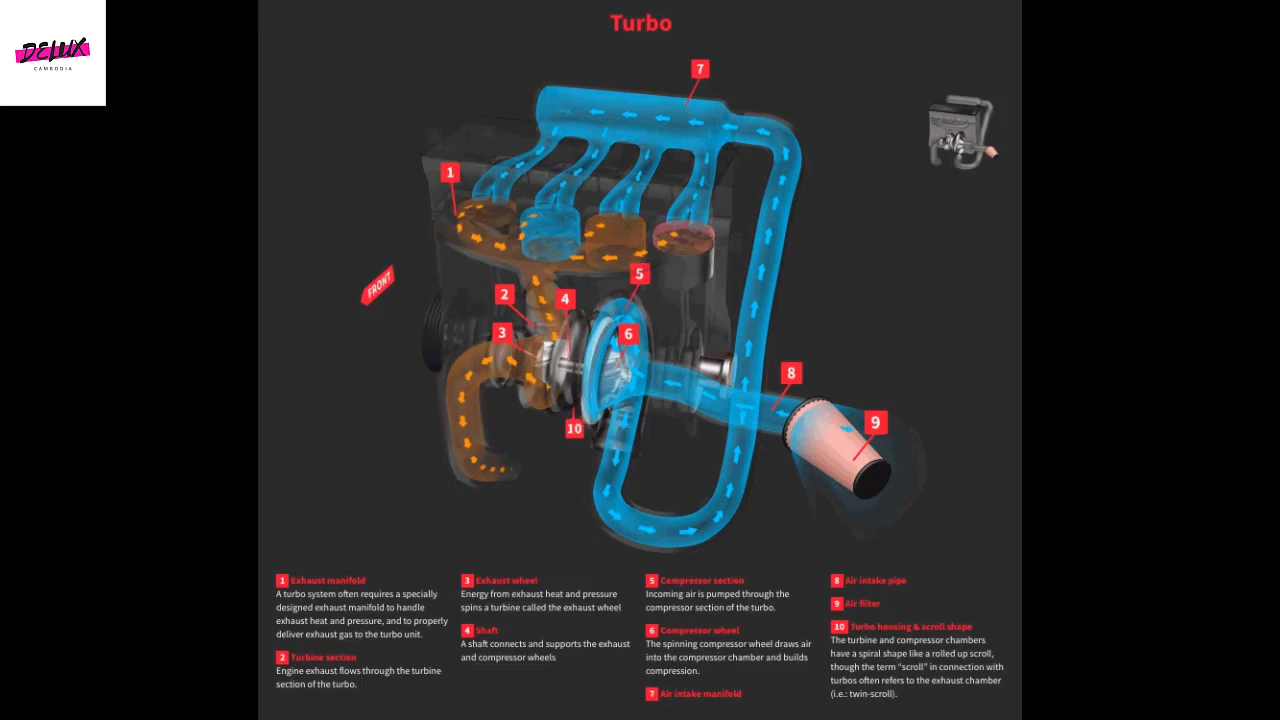 DELUX
CAMBODIA
Turbo
7
1
FRONT
5
2
4
3
6
8
10
9
1 Exhaust manifold
A turbo system often requires a specially
designed exhaust manifold to handle
exhaust heat and pressure, and to properly
deliver exhaust gas to the turbo unit.
2 Turbine section
Engine exhaust flows through the turbine
section of the turbo.
3 Exhaust wheel
Energy from exhaust heat and pressure
spins a turbine called the exhaust wheel
4 Shaft
A shaft connects and supports the exhaust
and compressor wheels
5 Compressor section
Incoming air is pumped through the
compressor section of the turbo.
6 Compressor wheel
The spinning compressor wheel draws air
into the compressor chamber and builds
compression.
7 Air intake manifold
8 Air intake pipe
9 Air filter
10 Turbo housing & scroll shape
The turbine and compressor chambers
have a spiral shape like a rolled up scroll,
though the term “scroll” in connection with
turbos often refers to the exhaust chamber
(i.e.: twin-scroll).